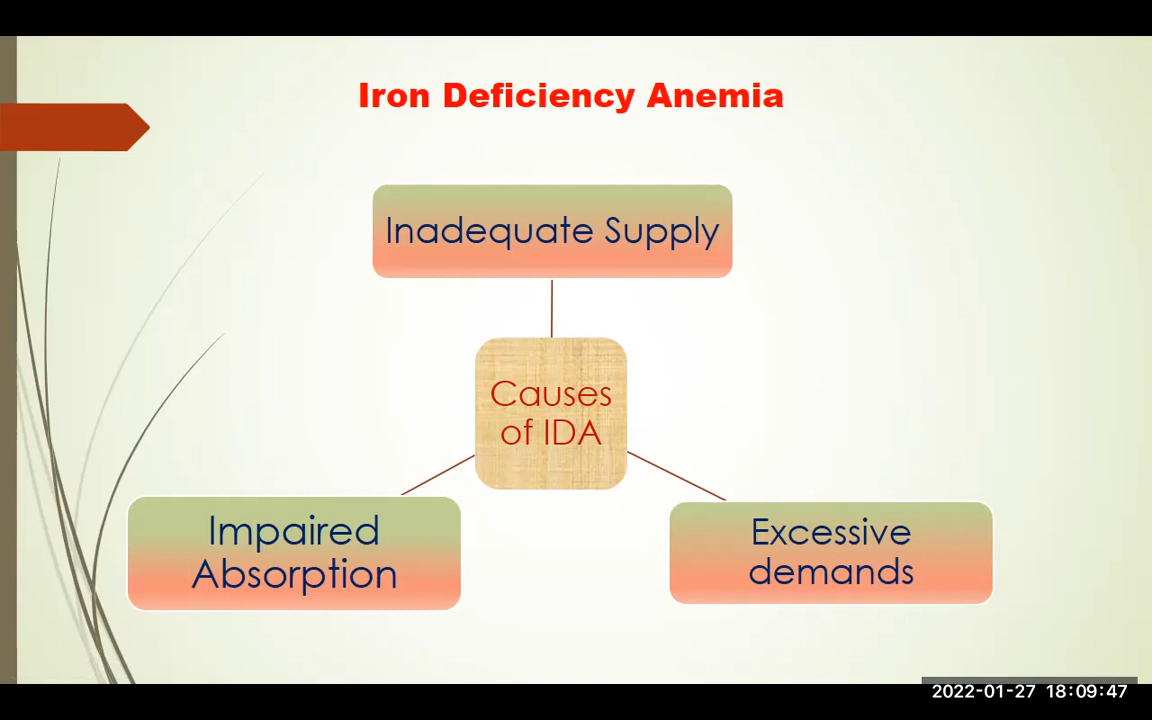 Iron Deficiency Anemia
Inadequate Supply
Causes
of IDA
Impaired
Absorption
Excessive
demands
2022-01-27 18:09:47